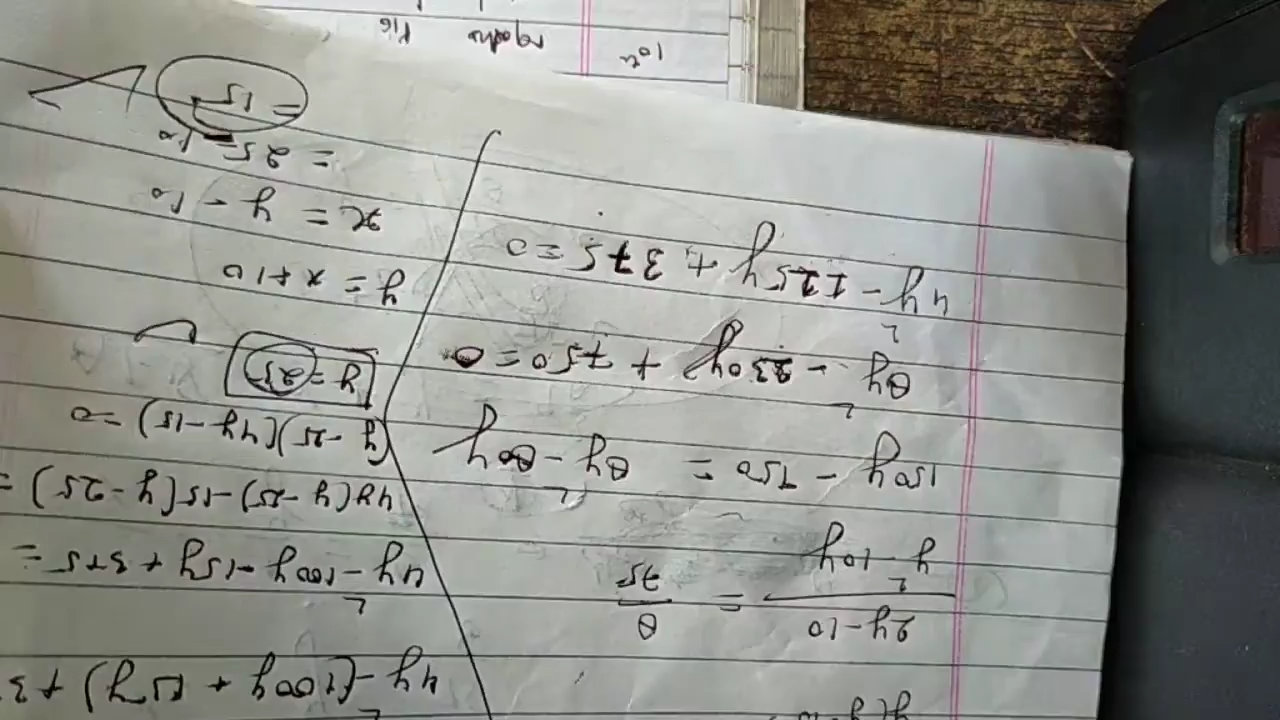 2y-10 / y²-10y = 8/75
150y - 750 = 8y² - 80y
8y² - 230y + 750 = 0
4y² - 115y + 375 = 0
4y² - (100y + 15y) + 3
4y² - 100y - 15y + 375 =
4y(y - 25) - 15(y - 25) =
(y - 25)(4y - 15) = 0
y = 25
y = x + 10
x = y - 10
= 25 - 10
= 15